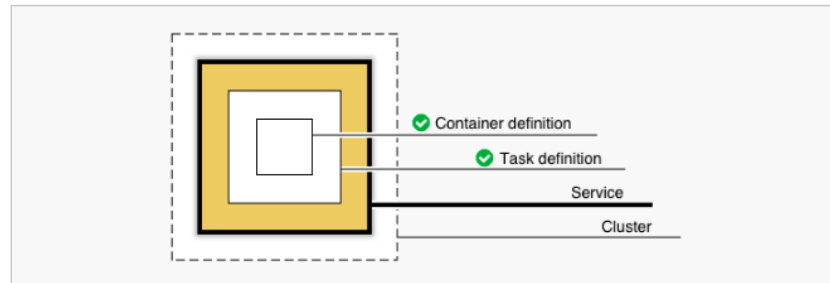 Container definition
Task definition
Service
Cluster